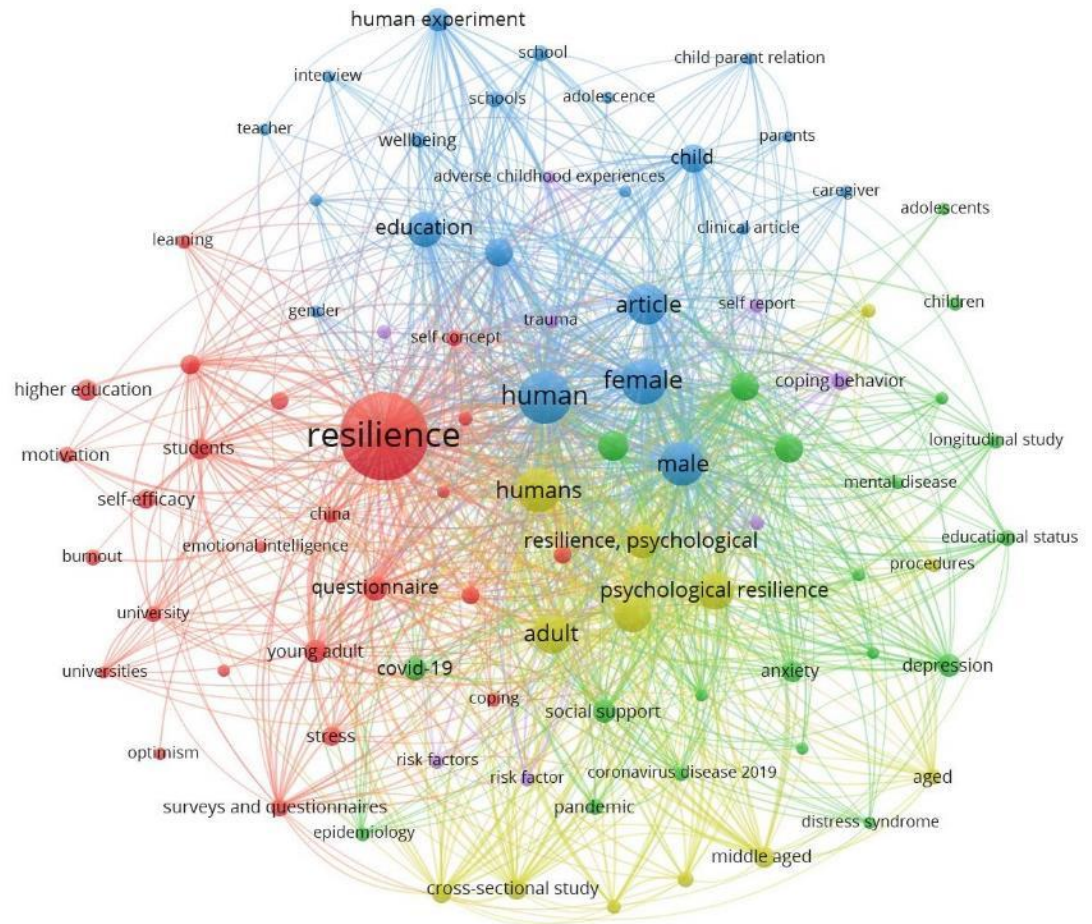 human experiment
school
child parent relation
interview
schools
adolescence
teacher
wellbeing
parents
child
adverse childhood experiences
caregiver
adolescents
education
clinical article
learning
article
self report
children
gender
trauma
self concept
higher education
human
female
coping behavior
resilience
students
longitudinal study
motivation
male
mental disease
self-efficacy
humans
china
educational status
emotional intelligence
resilience, psychological
burnout
procedures
questionnaire
psychological resilience
university
adult
young adult
covid-19
anxiety
depression
universities
coping
social support
stress
optimism
risk factors
risk factor
coronavirus disease 2019
aged
surveys and questionnaires
pandemic
distress syndrome
epidemiology
middle aged
cross-sectional study